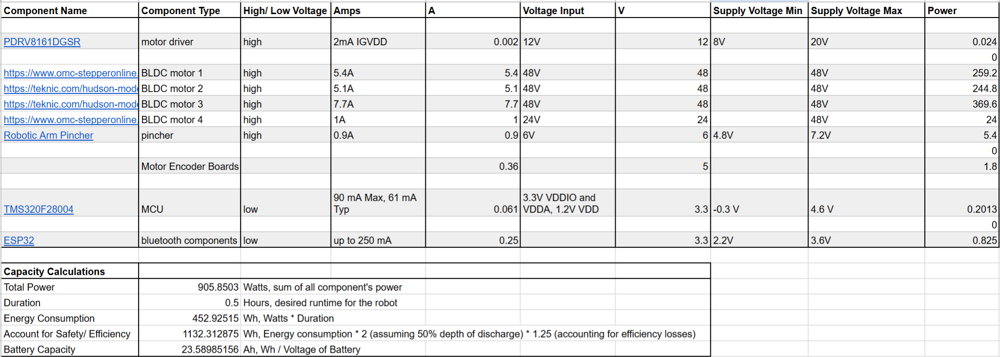 Component Name Component Type High/ Low Voltage Amps A Voltage Input V Supply Voltage Min Supply Voltage Max Power
PDRV8161DGSR motor driver high 2mA IGVDD 0.002 12V 12 8V 20V 0.024
0
https://www.omc-stepperonline. BLDC motor 1 high 5.4A 5.4 48V 48 48V 259.2
https://teknic.com/hudson-mode BLDC motor 2 high 5.1A 5.1 48V 48 48V 244.8
https://teknic.com/hudson-mode BLDC motor 3 high 7.7A 7.7 48V 48 48V 369.6
https://www.omc-stepperonline. BLDC motor 4 high 1A 1 24V 24 48V 24
Robotic Arm Pincher pincher high 0.9A 0.9 6V 6 4.8V 7.2V 5.4
0
Motor Encoder Boards 0.36 5 1.8
90 mA Max, 61 mA 3.3V VDDIO and
TMS320F28004 MCU low Typ 0.061 VDDA, 1.2V VDD 3.3 -0.3 V 4.6 V 0.2013
0
ESP32 bluetooth components low up to 250 mA 0.25 3.3 2.2V 3.6V 0.825
Capacity Calculations
Total Power 905.8503 Watts, sum of all component's power
Duration 0.5 Hours, desired runtime for the robot
Energy Consumption 452.92515 Wh, Watts * Duration
Account for Safety/ Efficiency 1132.312875 Wh, Energy consumption * 2 (assuming 50% depth of discharge) * 1.25 (accounting for efficiency losses)
Battery Capacity 23.58985156 Ah, Wh / Voltage of Battery